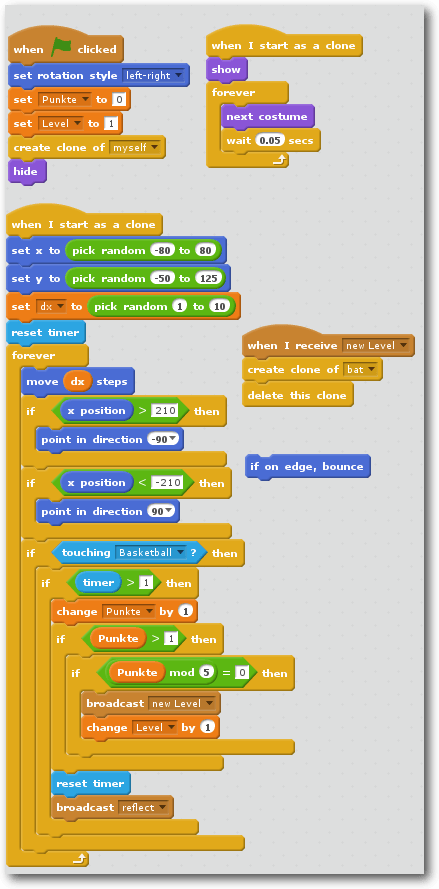 when clicked
set rotation style left-right
set Punkte to 0
set Level to 1
create clone of myself
hide
when I start as a clone
show
forever
next costume
wait 0.05 secs
when I start as a clone
set x to pick random -80 to 80
set y to pick random -50 to 125
set dx to pick random 1 to 10
reset timer
forever
move dx steps
if x position > 210 then
point in direction -90
if x position < -210 then
point in direction 90
if touching Basketball ? then
if timer > 1 then
change Punkte by 1
if Punkte > 1 then
if Punkte mod 5 = 0 then
broadcast new Level
change Level by 1
reset timer
broadcast reflect
when I receive new Level
create clone of bat
delete this clone
if on edge, bounce